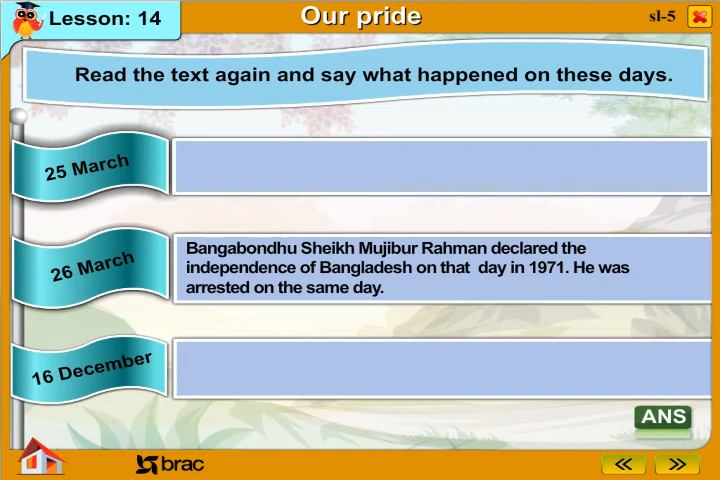 Lesson: 14
Our pride
sl-5
Read the text again and say what happened on these days.
25 March
26 March
Bangabondhu Sheikh Mujibur Rahman declared the
independence of Bangladesh on that day in 1971. He was
arrested on the same day.
16 December
ANS
brac